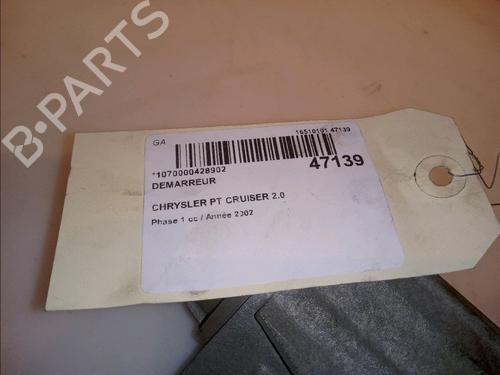 B-PARTS
GA
16510101 47139
*1070000428902
47139
DEMARREUR
CHRYSLER PT CRUISER 2.0
Phase 1 cc / Année 2002